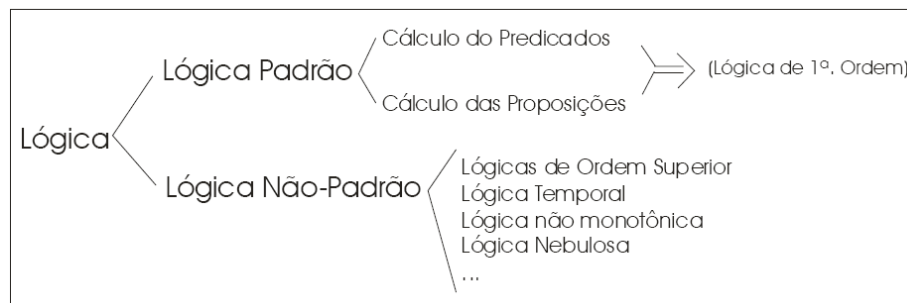 Cálculo do Predicados
Lógica Padrão
(Lógica de 1ª. Ordem)
Cálculo das Proposições
Lógica
Lógica Não-Padrão
Lógicas de Ordem Superior
Lógica Temporal
Lógica não monotônica
Lógica Nebulosa
...